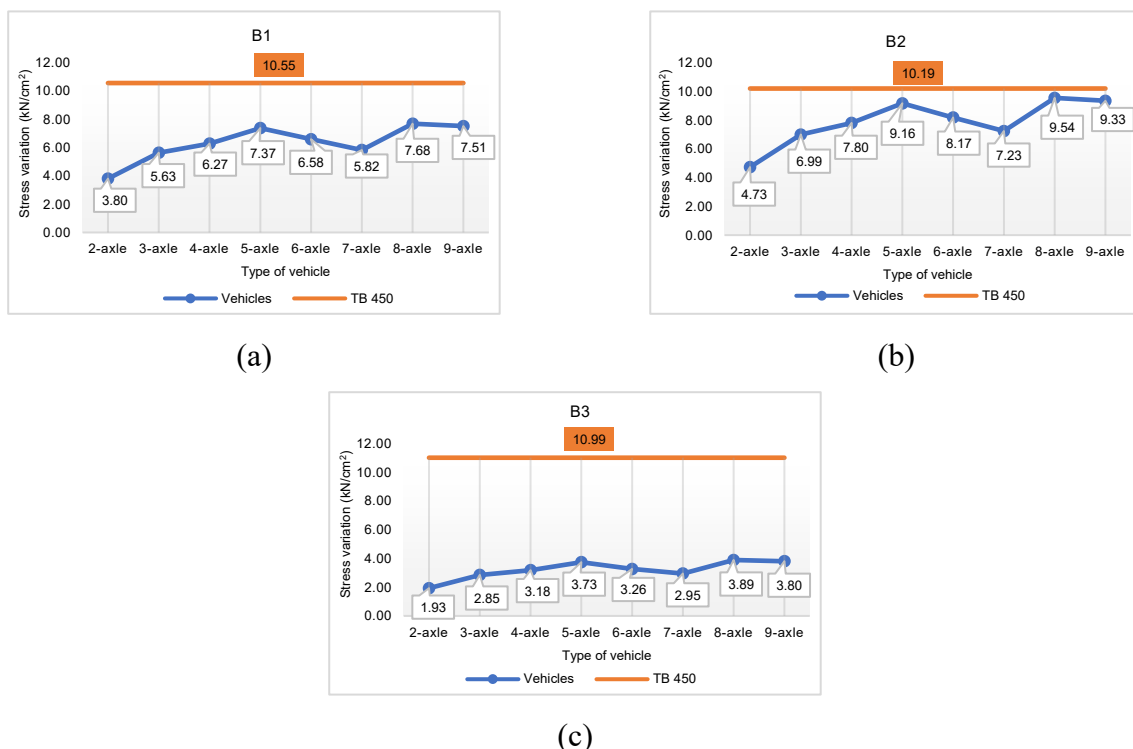 B1
10.55
Stress variation (kN/cm²)
12.00
10.00
8.00
6.00
4.00
2.00
0.00
3.80
5.63
6.27
7.37
6.58
5.82
7.68
7.51
2-axle 3-axle 4-axle 5-axle 6-axle 7-axle 8-axle 9-axle
Type of vehicle
Vehicles TB 450
(a)
B2
10.19
Stress variation (kN/cm²)
12.00
10.00
8.00
6.00
4.00
2.00
0.00
4.73
6.99
7.80
9.16
8.17
7.23
9.54
9.33
2-axle 3-axle 4-axle 5-axle 6-axle 7-axle 8-axle 9-axle
Type of vehicle
Vehicles TB 450
(b)
B3
10.99
Stress variation (kN/cm²)
12.00
10.00
8.00
6.00
4.00
2.00
0.00
1.93
2.85
3.18
3.73
3.26
2.95
3.89
3.80
2-axle 3-axle 4-axle 5-axle 6-axle 7-axle 8-axle 9-axle
Type of vehicle
Vehicles TB 450
(c)